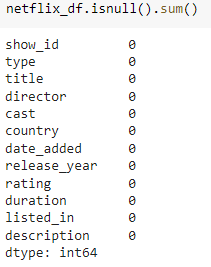 netflix_df.isnull().sum()
show_id 0
type 0
title 0
director 0
cast 0
country 0
date_added 0
release_year 0
rating 0
duration 0
listed_in 0
description 0
dtype: int64